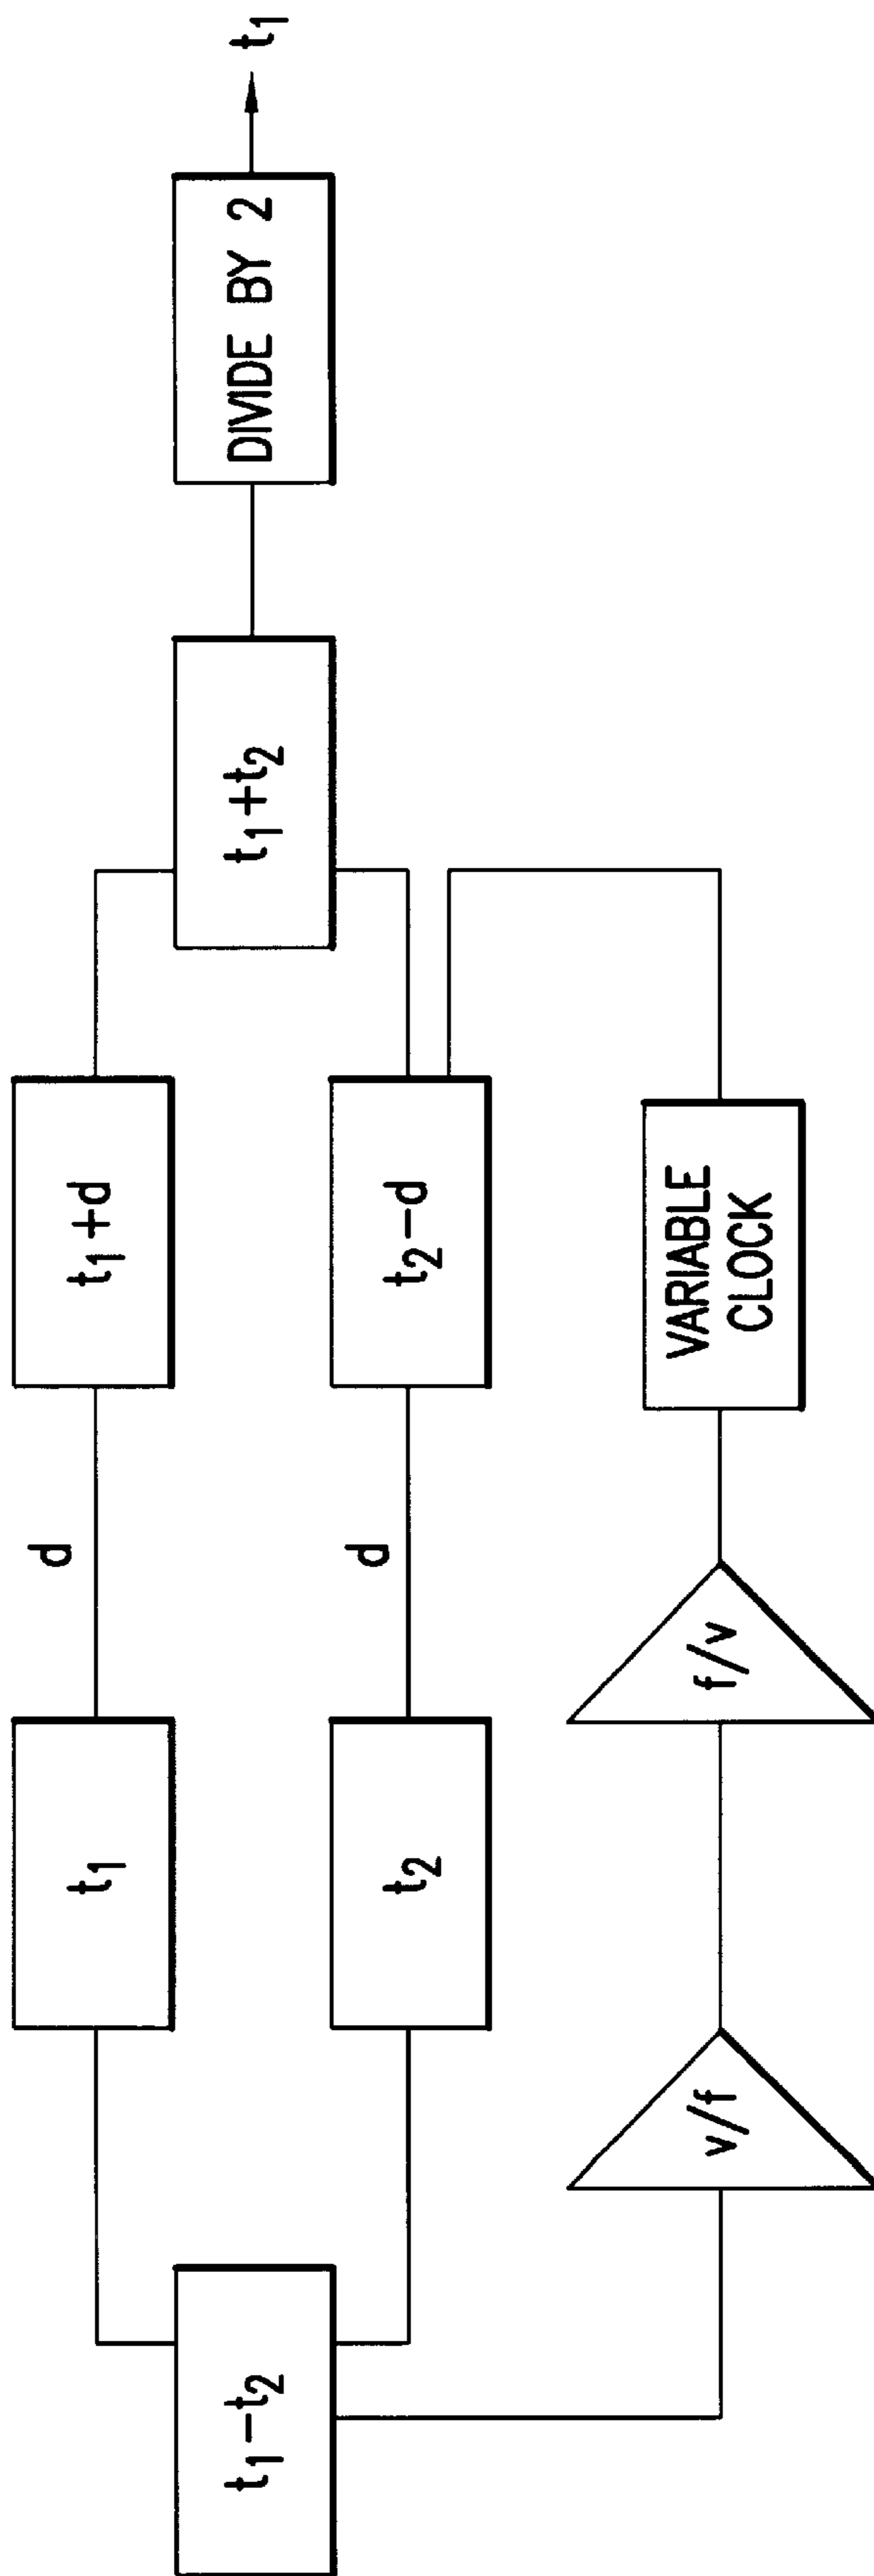 t1
d
t1+d
t1−t2
t1+t2
DIVIDE BY 2
t1
t2
d
t2−d
v/f
f/v
VARIABLE
CLOCK